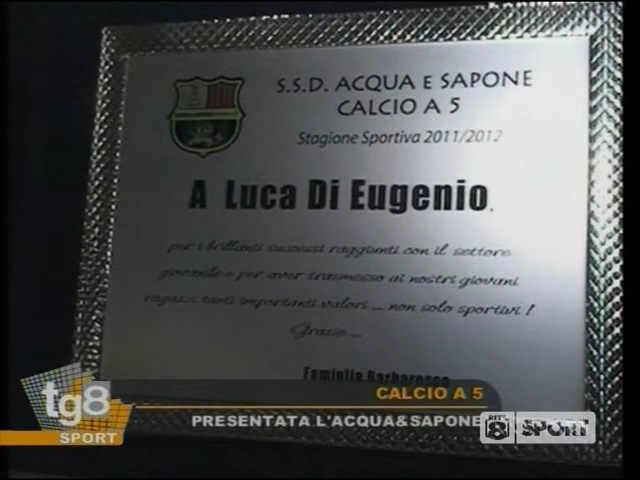 S.S.D. ACQUA E SAPONE
CALCIO A 5
Stagione Sportiva 2011/2012
A Luca Di Eugenio.
per i brillanti successi raggiunti con il settore
giovanile e per aver trasmesso ai nostri giovani
ragazzi tanti importanti valori ... non solo sportivi !
Grazie ...
Famiglia Barbarossa
CALCIO A 5
PRESENTATA L'ACQUA&SAPONE
tg8
SPORT
8 SPORT